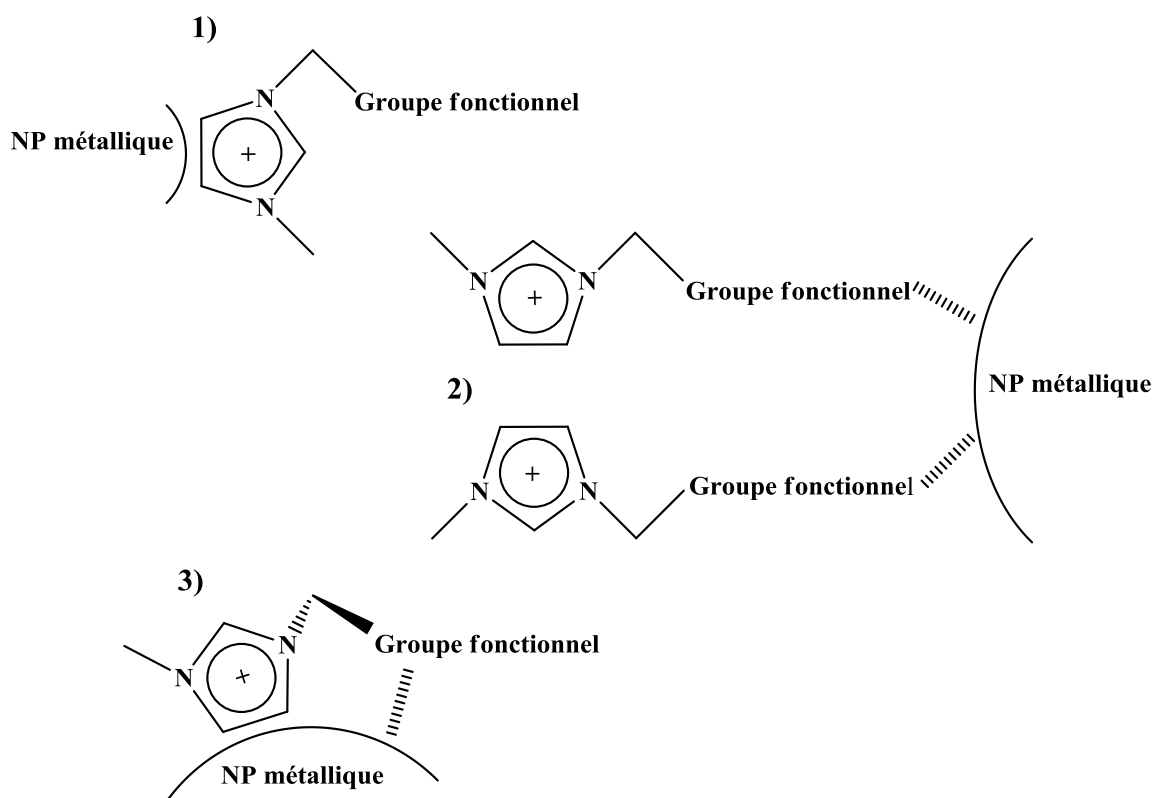 1)
N
Groupe fonctionnel
NP métallique
+
N
N
N
Groupe fonctionnel
+
NP métallique
2)
+
N
N
Groupe fonctionnel
3)
N
Groupe fonctionnel
N
+
NP métallique